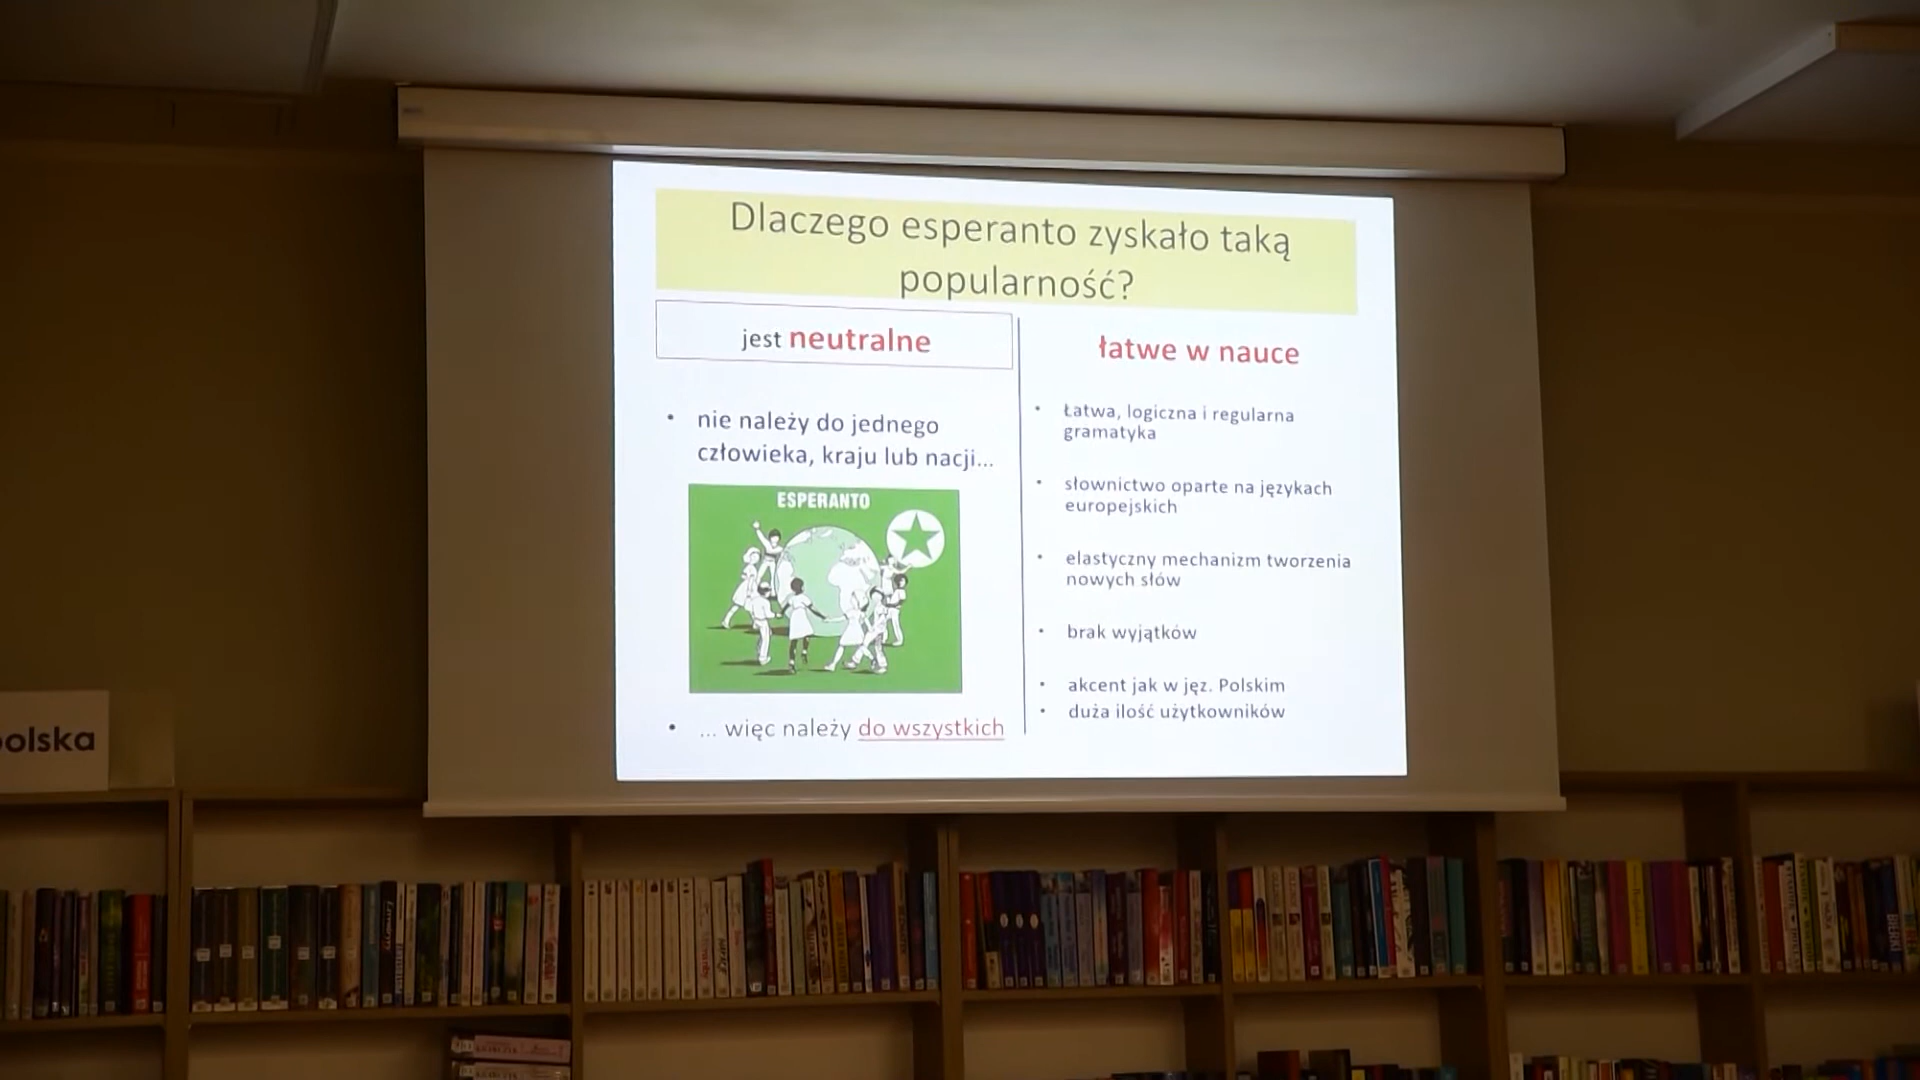 Dlaczego esperanto zyskało taką
popularność?
jest neutralne
• nie należy do jednego
człowieka, kraju lub nacji...
ESPERANTO
• ... więc należy do wszystkich
łatwe w nauce
• Łatwa, logiczna i regularna
gramatyka
• słownictwo oparte na językach
europejskich
• elastyczny mechanizm tworzenia
nowych słów
• brak wyjątków
• akcent jak w jęz. Polskim
• duża ilość użytkowników
olska